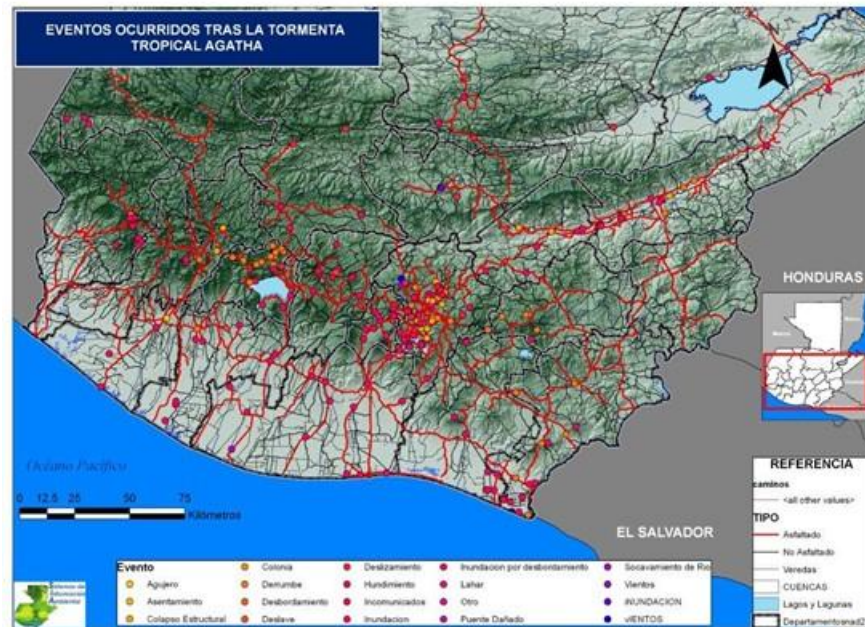 EVENTOS OCURRIDOS TRAS LA TORMENTA
TROPICAL AGATHA
HONDURAS
Océano Pacífico
0 12.5 25 50 75
Kilómetros
EL SALVADOR
REFERENCIA
caminos
<all other values>
TIPO
Asfaltado
No Asfaltado
Veredas
CUENCAS
Lagos y Lagunas
Departamentosnad27
Evento
Agujero
Asentamiento
Colapso Estructural
Colonia
Derrumbe
Desbordamiento
Deslave
Deslizamiento
Hundimiento
Incomunicados
Inundacion
Inundacion por desbordamiento
Lahar
Otro
Puente Dañado
Socavamiento de Rio
Vientos
INUNDACION
vIENTOS